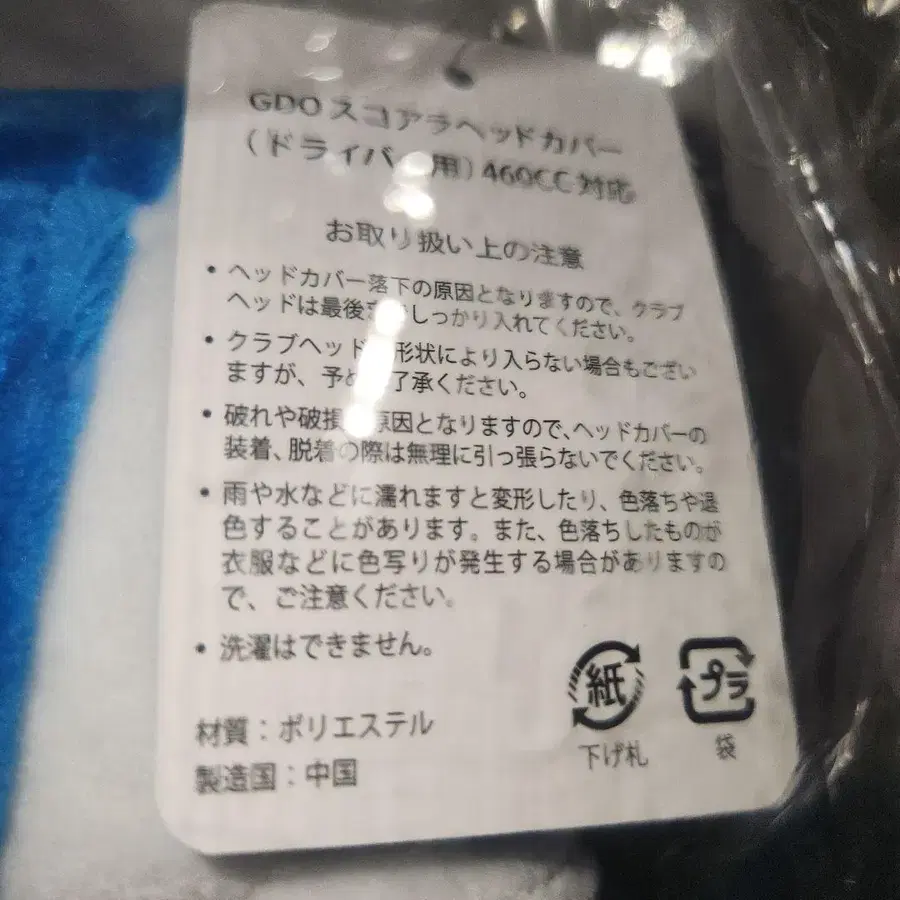 GDO スコアラヘッドカバー
(ドライバー用) 460CC 対応
お取り扱い上の注意
• ヘッドカバー落下の原因となりますので、クラブ
ヘッドは最後までしっかり入れてください。
• クラブヘッド 形状により入らない場合もござい
ますが、予めご了承ください。
• 破れや破損 原因となりますので、ヘッドカバーの
装着、脱着の際は無理に引っ張らないでください。
• 雨や水などに濡れますと変形したり、色落ちや退
色することがあります。また、色落ちしたものが
衣服などに色写りが発生する場合がありますの
で、ご注意ください。
• 洗濯はできません。
材質：ポリエステル
製造国：中国
紙
下げ札
プラ
袋